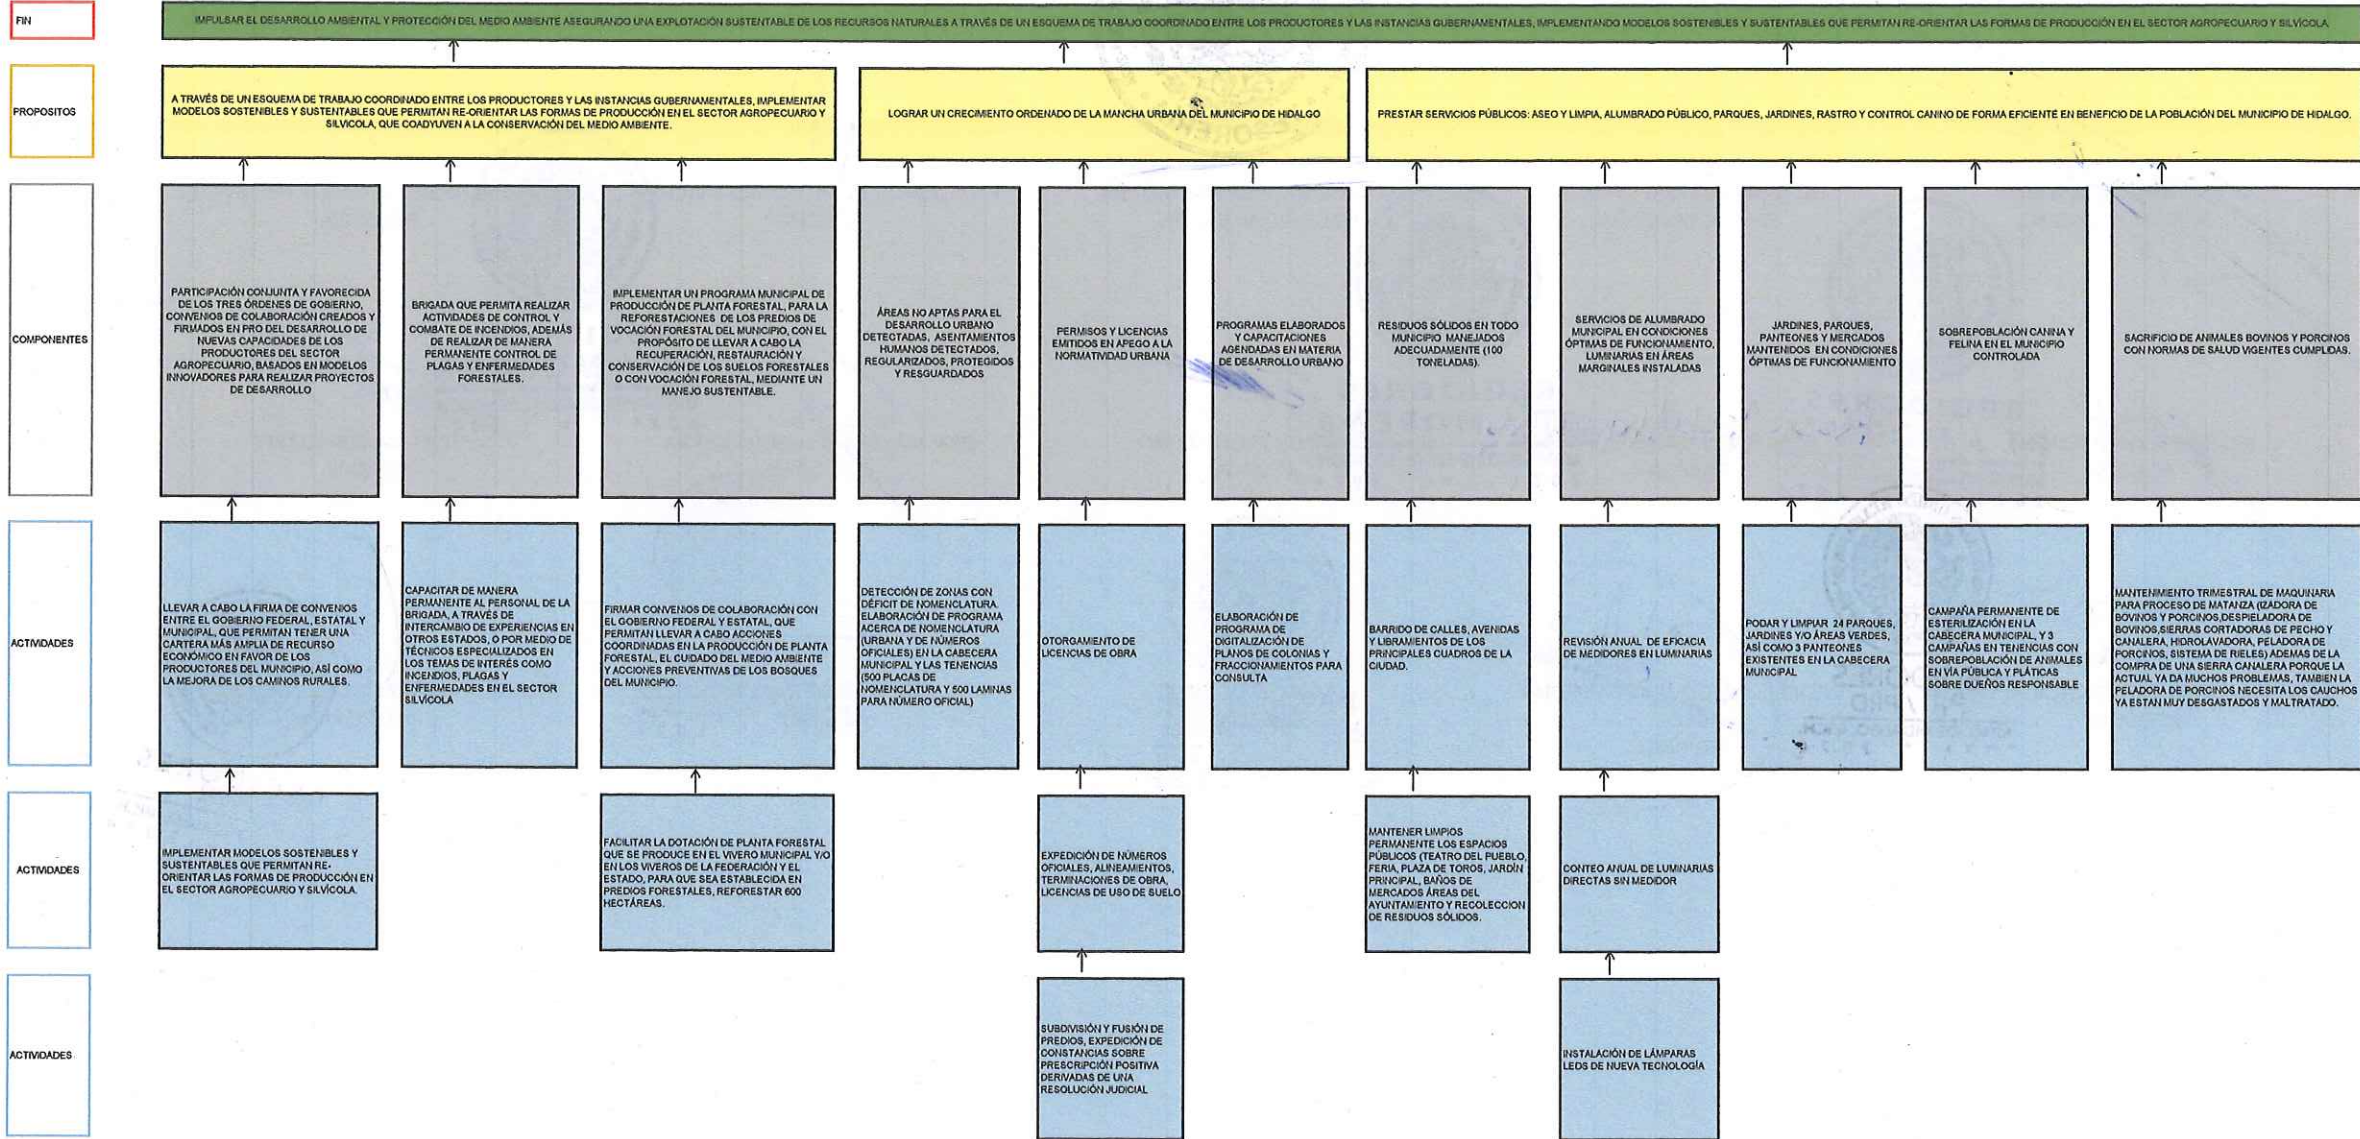 FIN
IMPULSAR EL DESARROLLO AMBIENTAL Y PROTECCIÓN DEL MEDIO AMBIENTE ASEGURANDO UNA EXPLOTACIÓN SUSTENTABLE DE LOS RECURSOS NATURALES A TRAVÉS DE UN ESQUEMA DE TRABAJO COORDINADO ENTRE LOS PRODUCTORES Y LAS INSTANCIAS GUBERNAMENTALES, IMPLEMENTANDO MODELOS SOSTENIBLES Y SUSTENTABLES QUE PERMITAN RE-ORIENTAR LAS FORMAS DE PRODUCCIÓN EN EL SECTOR AGROPECUARIO Y SILVÍCOLA.
PROPOSITOS
A TRAVÉS DE UN ESQUEMA DE TRABAJO COORDINADO ENTRE LOS PRODUCTORES Y LAS INSTANCIAS GUBERNAMENTALES, IMPLEMENTAR
MODELOS SOSTENIBLES Y SUSTENTABLES QUE PERMITAN RE-ORIENTAR LAS FORMAS DE PRODUCCIÓN EN EL SECTOR AGROPECUARIO Y
SILVICOLA, QUE COADYUVEN A LA CONSERVACIÓN DEL MEDIO AMBIENTE.
LOGRAR UN CRECIMIENTO ORDENADO DE LA MANCHA URBANA DEL MUNICIPIO DE HIDALGO
PRESTAR SERVICIOS PÚBLICOS: ASEO Y LIMPIA, ALUMBRADO PÚBLICO, PARQUES, JARDINES, RASTRO Y CONTROL CANINO DE FORMA EFICIENTE EN BENEFICIO DE LA POBLACIÓN DEL MUNICIPIO DE HIDALGO.
COMPONENTES
PARTICIPACIÓN CONJUNTA Y FAVORECIDA
DE LOS TRES ÓRDENES DE GOBIERNO,
CONVENIOS DE COLABORACIÓN CREADOS Y
FIRMADOS EN PRO DEL DESARROLLO DE
NUEVAS CAPACIDADES DE LOS
PRODUCTORES DEL SECTOR
AGROPECUARIO, BASADOS EN MODELOS
INNOVADORES PARA REALIZAR PROYECTOS
DE DESARROLLO
BRIGADA QUE PERMITA REALIZAR
ACTIVIDADES DE CONTROL Y
COMBATE DE INCENDIOS, ADEMÁS
DE REALIZAR DE MANERA
PERMANENTE CONTROL DE
PLAGAS Y ENFERMEDADES
FORESTALES.
IMPLEMENTAR UN PROGRAMA MUNICIPAL DE
PRODUCCIÓN DE PLANTA FORESTAL, PARA LA
REFORESTACIONES DE LOS PREDIOS DE
VOCACIÓN FORESTAL DEL MUNICIPIO, CON EL
PROPÓSITO DE LLEVAR A CABO LA
RECUPERACIÓN, RESTAURACIÓN Y
CONSERVACIÓN DE LOS SUELOS FORESTALES
O CON VOCACIÓN FORESTAL, MEDIANTE UN
MANEJO SUSTENTABLE.
ÁREAS NO APTAS PARA EL
DESARROLLO URBANO
DETECTADAS, ASENTAMIENTOS
HUMANOS DETECTADOS,
REGULARIZADOS, PROTEGIDOS
Y RESGUARDADOS
PERMISOS Y LICENCIAS
EMITIDOS EN APEGO A LA
NORMATIVIDAD URBANA
PROGRAMAS ELABORADOS
Y CAPACITACIONES
AGENDADAS EN MATERIA
DE DESARROLLO URBANO
RESIDUOS SÓLIDOS EN TODO
MUNICIPIO MANEJADOS
ADECUADAMENTE (100
TONELADAS).
SERVICIOS DE ALUMBRADO
MUNICIPAL EN CONDICIONES
ÓPTIMAS DE FUNCIONAMIENTO,
LUMINARIAS EN ÁREAS
MARGINALES INSTALADAS
JARDINES, PARQUES,
PANTEONES Y MERCADOS
MANTENIDOS EN CONDICIONES
ÓPTIMAS DE FUNCIONAMIENTO
SOBREPOBLACIÓN CANINA Y
FELINA EN EL MUNICIPIO
CONTROLADA
SACRIFICIO DE ANIMALES BOVINOS Y PORCINOS
CON NORMAS DE SALUD VIGENTES CUMPLIDAS.
ACTIVIDADES
LLEVAR A CABO LA FIRMA DE CONVENIOS
ENTRE EL GOBIERNO FEDERAL, ESTATAL Y
MUNICIPAL, QUE PERMITAN TENER UNA
CARTERA MÁS AMPLIA DE RECURSO
ECONÓMICO EN FAVOR DE LOS
PRODUCTORES DEL MUNICIPIO, ASÍ COMO
LA MEJORA DE LOS CAMINOS RURALES.
CAPACITAR DE MANERA
PERMANENTE AL PERSONAL DE LA
BRIGADA, A TRAVÉS DE
INTERCAMBIO DE EXPERIENCIAS EN
OTROS ESTADOS, O POR MEDIO DE
TÉCNICOS ESPECIALIZADOS EN
LOS TEMAS DE INTERÉS COMO
INCENDIOS, PLAGAS Y
ENFERMEDADES EN EL SECTOR
SILVÍCOLA
FIRMAR CONVENIOS DE COLABORACIÓN CON
EL GOBIERNO FEDERAL Y ESTATAL, QUE
PERMITAN LLEVAR A CABO ACCIONES
COORDINADAS EN LA PRODUCCIÓN DE PLANTA
FORESTAL, EL CUIDADO DEL MEDIO AMBIENTE
Y ACCIONES PREVENTIVAS DE LOS BOSQUES
DEL MUNICIPIO.
DETECCIÓN DE ZONAS CON
DÉFICIT DE NOMENCLATURA.
ELABORACIÓN DE PROGRAMA
ACERCA DE NOMENCLATURA
(URBANA Y DE NÚMEROS
OFICIALES) EN LA CABECERA
MUNICIPAL Y LAS TENENCIAS
(500 PLACAS DE
NOMENCLATURA Y 500 LAMINAS
PARA NÚMERO OFICIAL)
OTORGAMIENTO DE
LICENCIAS DE OBRA
ELABORACIÓN DE
PROGRAMA DE
DIGITALIZACIÓN DE
PLANOS DE COLONIAS Y
FRACCIONAMIENTOS PARA
CONSULTA
BARRIDO DE CALLES, AVENIDAS
Y LIBRAMIENTOS DE LOS
PRINCIPALES CUADROS DE LA
CIUDAD.
REVISIÓN ANUAL DE EFICACIA
DE MEDIDORES EN LUMINARIAS
PODAR Y LIMPIAR 24 PARQUES,
JARDINES Y/O ÁREAS VERDES,
ASÍ COMO 3 PANTEONES
EXISTENTES EN LA CABECERA
MUNICIPAL
CAMPAÑA PERMANENTE DE
ESTERILIZACIÓN EN LA
CABECERA MUNICIPAL, Y 3
CAMPAÑAS EN TENENCIAS CON
SOBREPOBLACIÓN DE ANIMALES
EN VÍA PÚBLICA Y PLÁTICAS
SOBRE DUEÑOS RESPONSABLE
MANTENIMIENTO TRIMESTRAL DE MAQUINARIA
PARA PROCESO DE MATANZA (IZADORA DE
BOVINOS Y PORCINOS,DESPIELADORA DE
BOVINOS,SIERRAS CORTADORAS DE PECHO Y
CANALERA, HIDROLAVADORA, PELADORA DE
PORCINOS, SISTEMA DE RIELES) ADEMAS DE LA
COMPRA DE UNA SIERRA CANALERA PORQUE LA
ACTUAL YA DA MUCHOS PROBLEMAS, TAMBIEN LA
PELADORA DE PORCINOS NECESITA LOS CAUCHOS
YA ESTAN MUY DESGASTADOS Y MALTRATADO.
ACTIVIDADES
IMPLEMENTAR MODELOS SOSTENIBLES Y
SUSTENTABLES QUE PERMITAN RE-
ORIENTAR LAS FORMAS DE PRODUCCIÓN EN
EL SECTOR AGROPECUARIO Y SILVÍCOLA.
FACILITAR LA DOTACIÓN DE PLANTA FORESTAL
QUE SE PRODUCE EN EL VIVERO MUNICIPAL Y/O
EN LOS VIVEROS DE LA FEDERACIÓN Y EL
ESTADO, PARA QUE SEA ESTABLECIDA EN
PREDIOS FORESTALES, REFORESTAR 600
HECTÁREAS.
EXPEDICIÓN DE NÚMEROS
OFICIALES, ALINEAMIENTOS,
TERMINACIONES DE OBRA,
LICENCIAS DE USO DE SUELO
MANTENER LIMPIOS
PERMANENTE LOS ESPACIOS
PÚBLICOS (TEATRO DEL PUEBLO,
FERIA, PLAZA DE TOROS, JARDÍN
PRINCIPAL, BAÑOS DE
MERCADOS ÁREAS DEL
AYUNTAMIENTO Y RECOLECCION
DE RESIDUOS SÓLIDOS.
CONTEO ANUAL DE LUMINARIAS
DIRECTAS SIN MEDIDOR
ACTIVIDADES
SUBDIVISIÓN Y FUSIÓN DE
PREDIOS, EXPEDICIÓN DE
CONSTANCIAS SOBRE
PRESCRIPCIÓN POSITIVA
DERIVADAS DE UNA
RESOLUCIÓN JUDICIAL
INSTALACIÓN DE LÁMPARAS
LEDS DE NUEVA TECNOLOGÍA